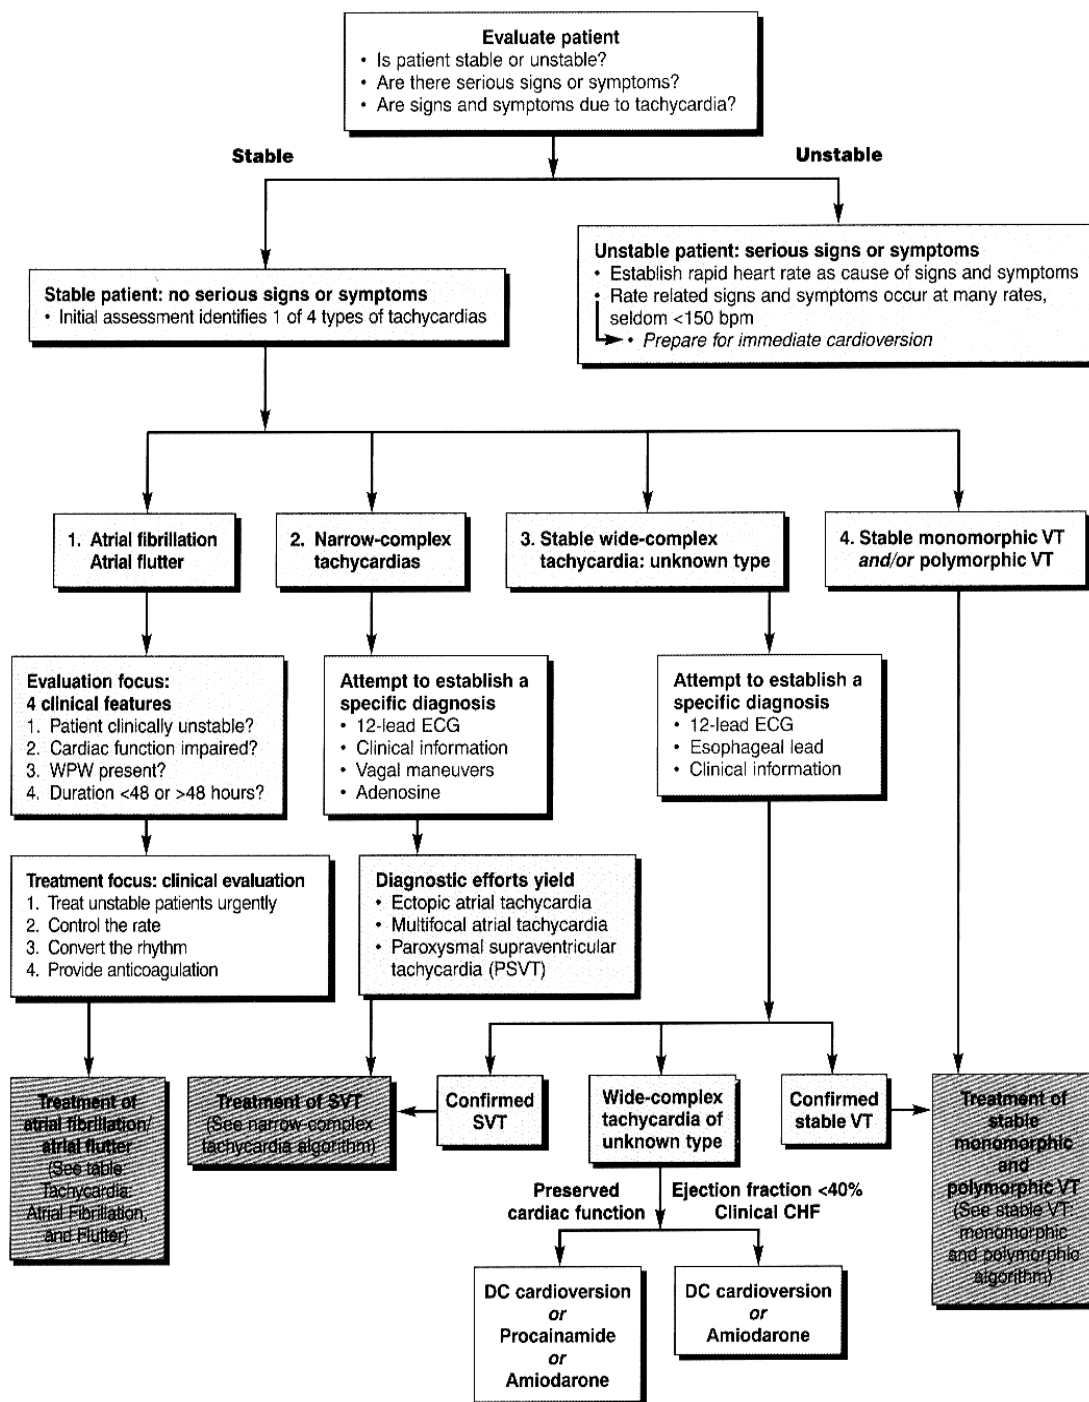 Evaluate patient
• Is patient stable or unstable?
• Are there serious signs or symptoms?
• Are signs and symptoms due to tachycardia?
Stable
Unstable
Unstable patient: serious signs or symptoms
• Establish rapid heart rate as cause of signs and symptoms
• Rate related signs and symptoms occur at many rates,
seldom <150 bpm
• Prepare for immediate cardioversion
Stable patient: no serious signs or symptoms
• Initial assessment identifies 1 of 4 types of tachycardias
1. Atrial fibrillation
Atrial flutter
2. Narrow-complex
tachycardias
3. Stable wide-complex
tachycardia: unknown type
4. Stable monomorphic VT
and/or polymorphic VT
Evaluation focus:
4 clinical features
1. Patient clinically unstable?
2. Cardiac function impaired?
3. WPW present?
4. Duration <48 or >48 hours?
Attempt to establish a
specific diagnosis
• 12-lead ECG
• Clinical information
• Vagal maneuvers
• Adenosine
Attempt to establish a
specific diagnosis
• 12-lead ECG
• Esophageal lead
• Clinical information
Treatment focus: clinical evaluation
1. Treat unstable patients urgently
2. Control the rate
3. Convert the rhythm
4. Provide anticoagulation
Diagnostic efforts yield
• Ectopic atrial tachycardia
• Multifocal atrial tachycardia
• Paroxysmal supraventricular
tachycardia (PSVT)
Treatment of
atrial fibrillation/
atrial flutter
(See table:
Tachycardia:
Atrial Fibrillation,
and Flutter)
Treatment of SVT
(See narrow-complex
tachycardia algorithm)
Confirmed
SVT
Wide-complex
tachycardia of
unknown type
Confirmed
stable VT
Treatment of
stable
monomorphic
and
polymorphic VT
(See stable VT:
monomorphic
and polymorphic
algorithm)
Preserved
cardiac function
Ejection fraction <40%
Clinical CHF
DC cardioversion
or
Procainamide
or
Amiodarone
DC cardioversion
or
Amiodarone